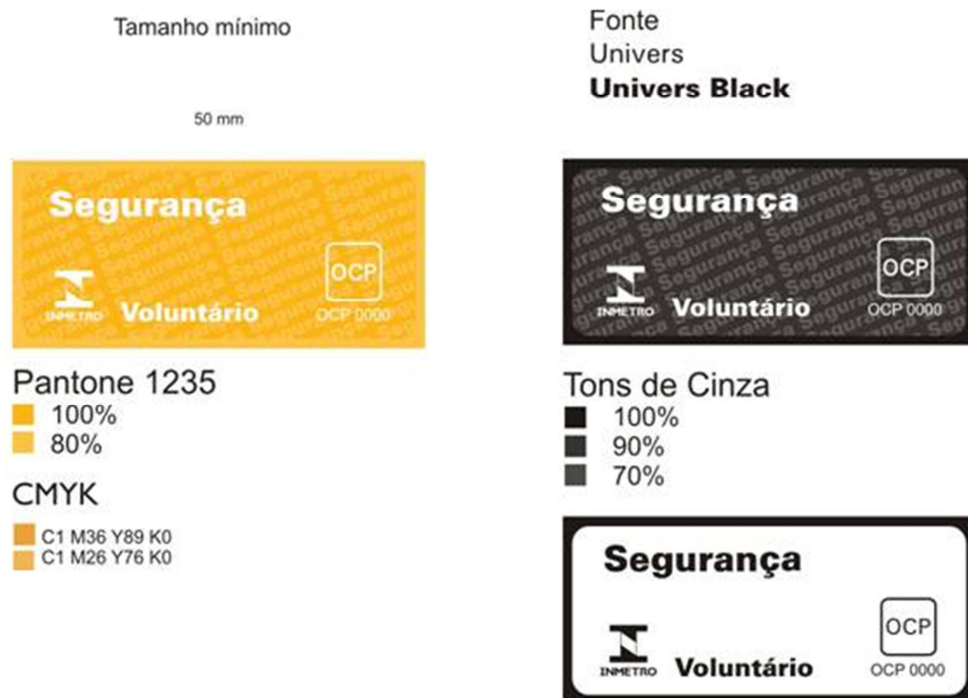 Tamanho mínimo
50 mm
Segurança
OCP
INMETRO
Voluntário
OCP 0000
Pantone 1235
100%
80%
CMYK
C1 M36 Y89 K0
C1 M26 Y76 K0
Fonte
Univers
Univers Black
Segurança
OCP
INMETRO
Voluntário
OCP 0000
Tons de Cinza
100%
90%
70%
Segurança
OCP
INMETRO
Voluntário
OCP 0000